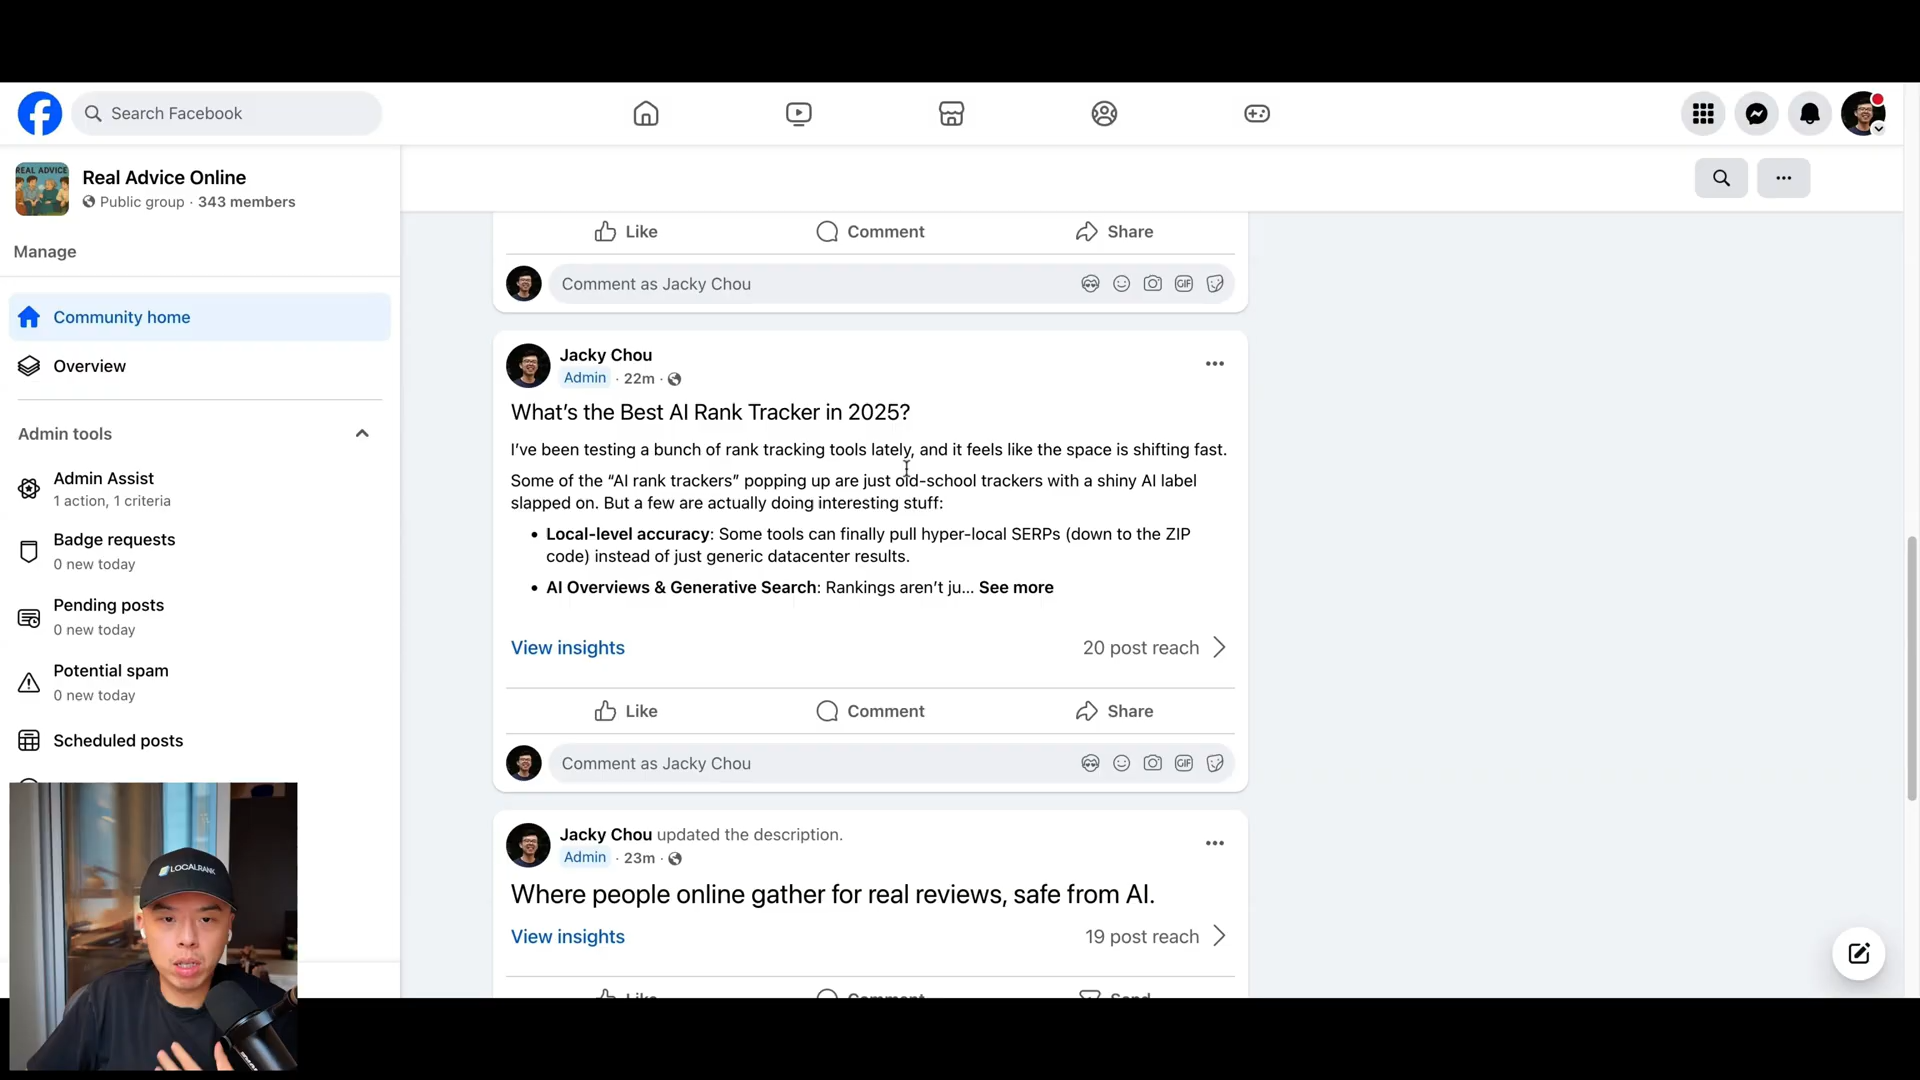 Search Facebook
REAL ADVICE
Real Advice Online
Public group · 343 members
Manage
Community home
Overview
Admin tools
Admin Assist
1 action, 1 criteria
Badge requests
0 new today
Pending posts
0 new today
Potential spam
0 new today
Scheduled posts
Like
Comment
Share
Comment as Jacky Chou
GIF
Jacky Chou
Admin · 22m ·
What's the Best AI Rank Tracker in 2025?
I've been testing a bunch of rank tracking tools lately, and it feels like the space is shifting fast.
Some of the “AI rank trackers” popping up are just old-school trackers with a shiny AI label
slapped on. But a few are actually doing interesting stuff:
• Local-level accuracy: Some tools can finally pull hyper-local SERPs (down to the ZIP
code) instead of just generic datacenter results.
• AI Overviews & Generative Search: Rankings aren't ju... See more
View insights
20 post reach
Like
Comment
Share
Comment as Jacky Chou
GIF
Jacky Chou updated the description.
Admin · 23m ·
Where people online gather for real reviews, safe from AI.
View insights
19 post reach
Like
Comment
Send
LOCALRANK